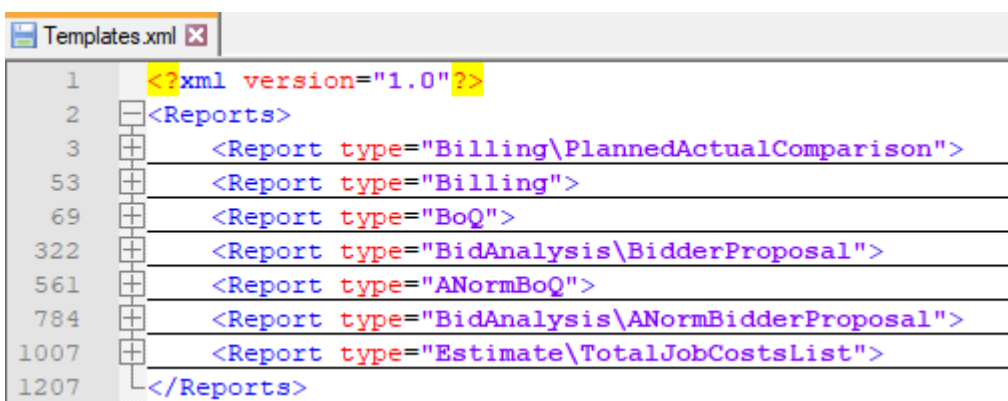 Templates.xml
1 <?xml version="1.0"?>
2 <Reports>
3 <Report type="Billing\PlannedActualComparison">
53 <Report type="Billing">
69 <Report type="BoQ">
322 <Report type="BidAnalysis\BidderProposal">
561 <Report type="ANormBoQ">
784 <Report type="BidAnalysis\ANormBidderProposal">
1007 <Report type="Estimate\TotalJobCostsList">
1207 </Reports>